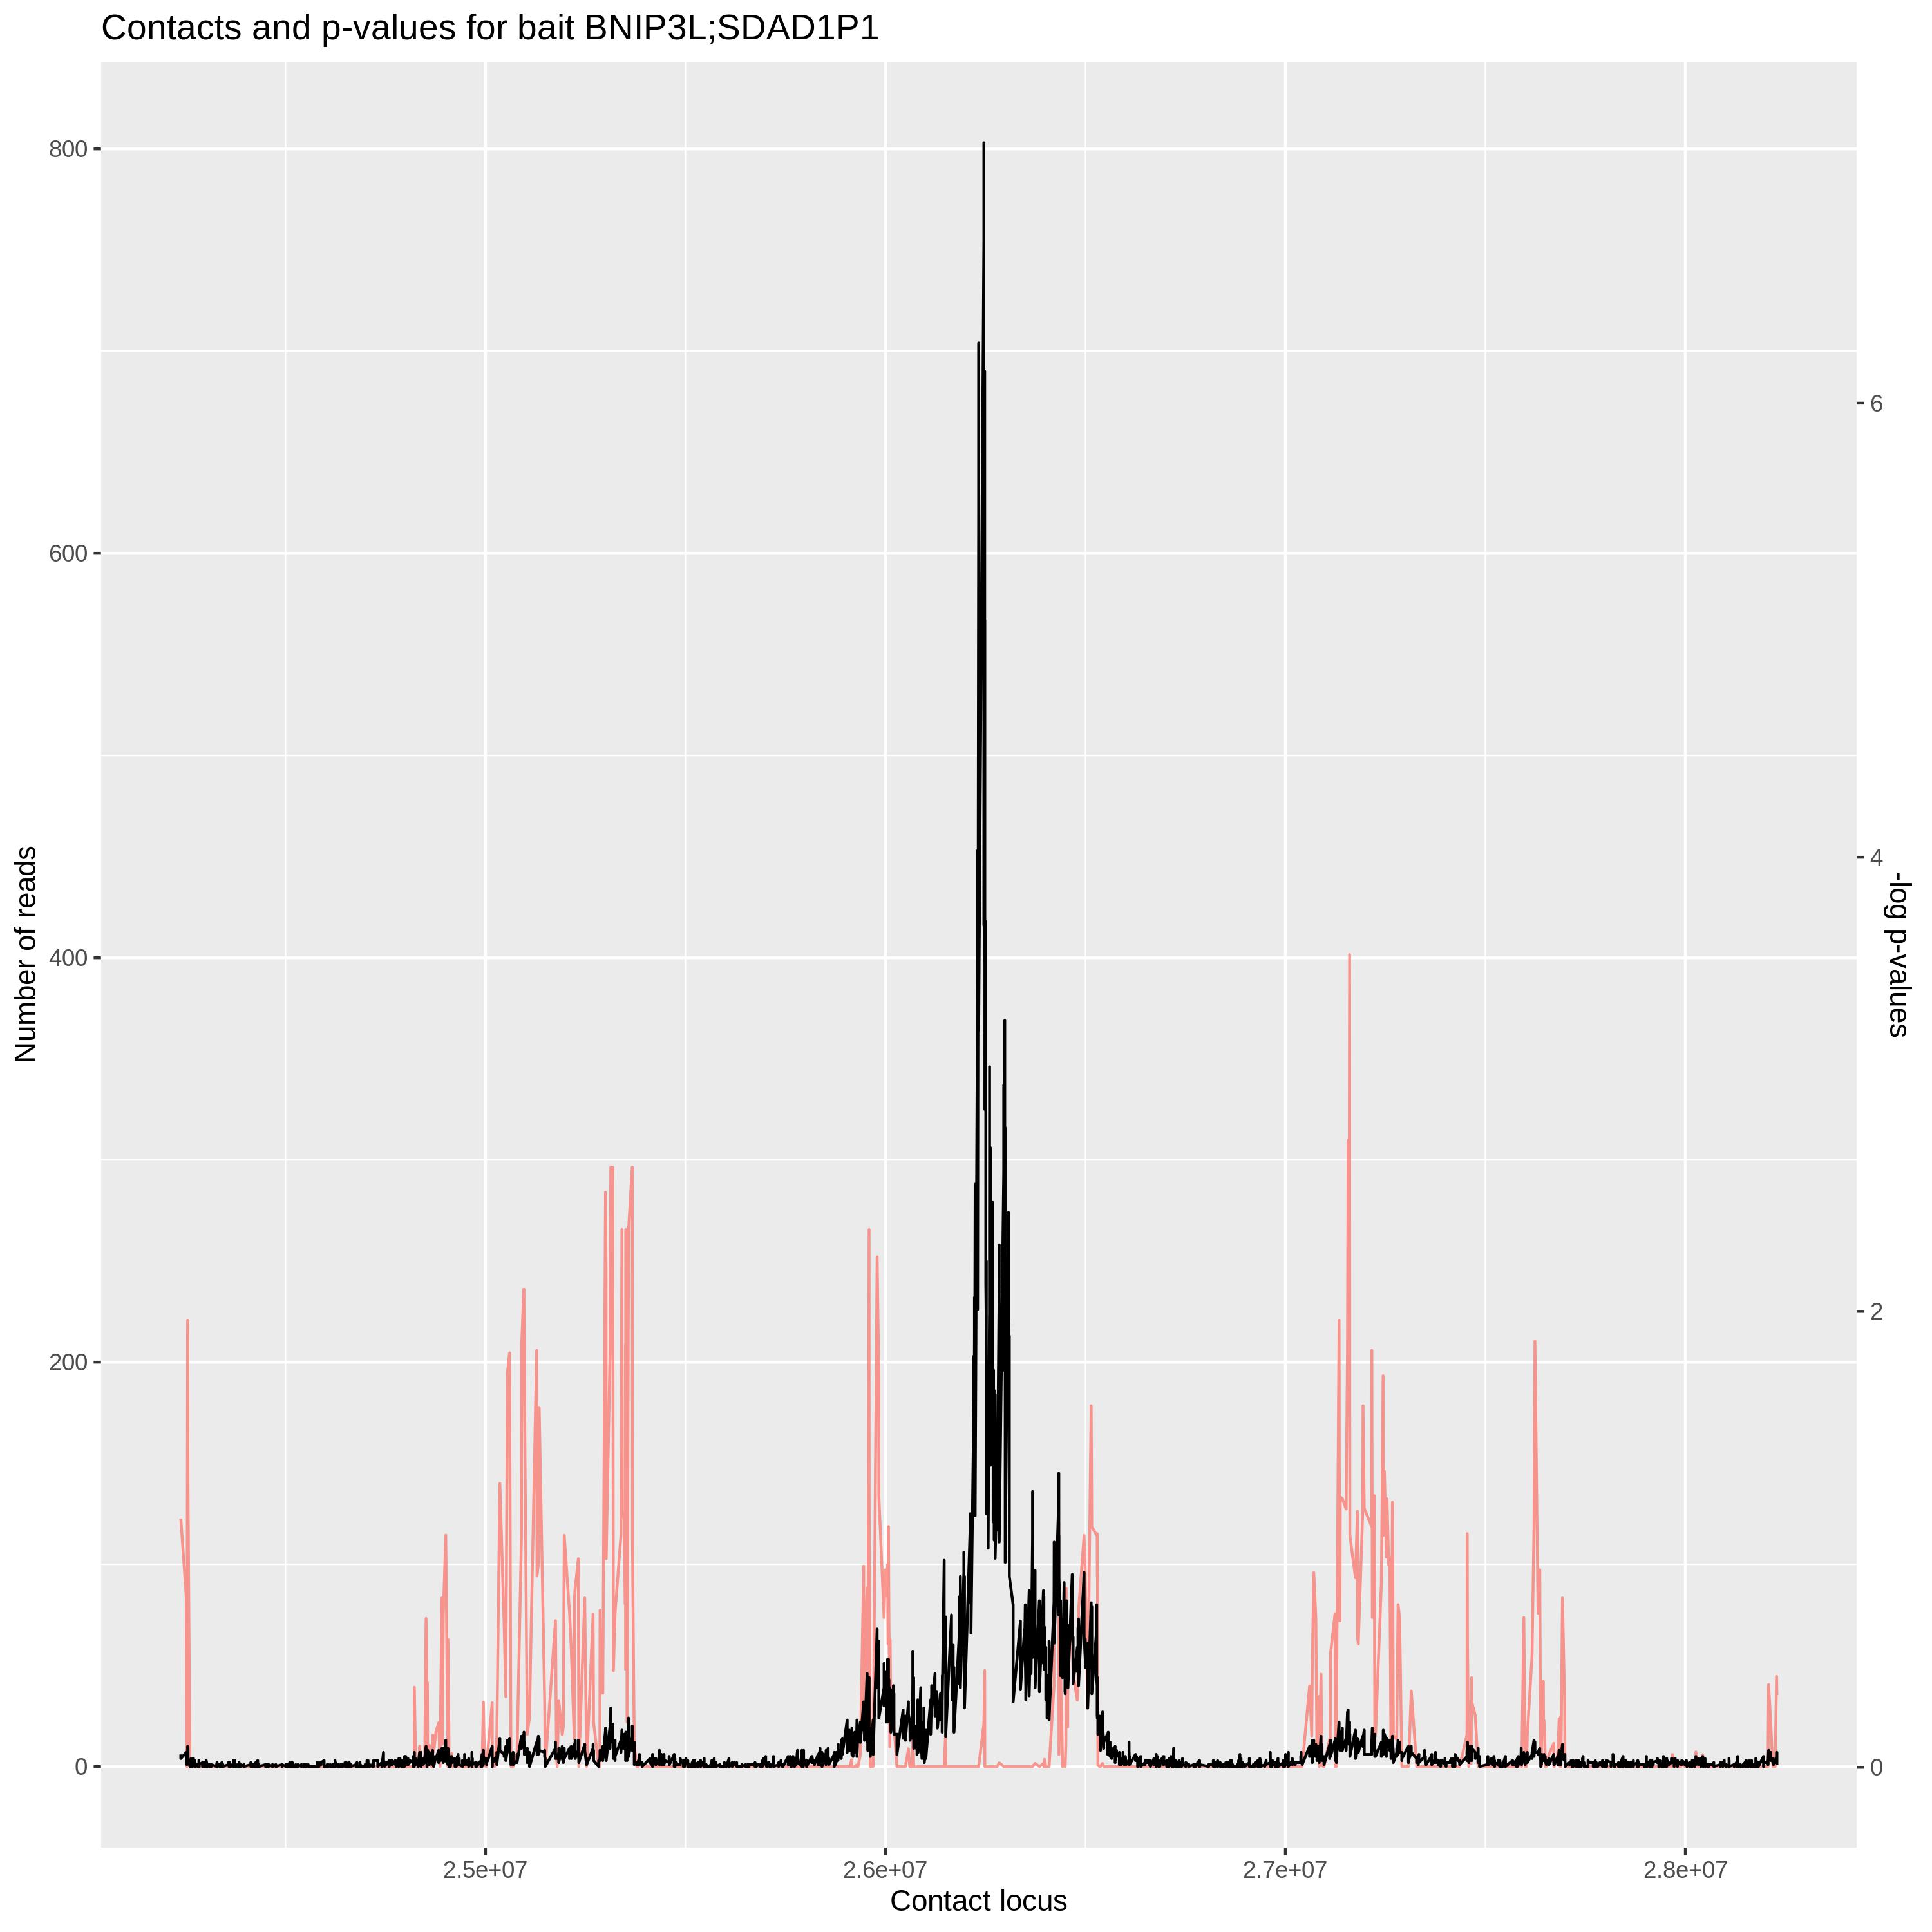 Contacts and p-values for bait BNIP3L;SDAD1P1
800
600
400
200
0
Number of reads
6
4
2
0
-log p-values
2.5e+07
2.6e+07
2.7e+07
2.8e+07
Contact locus